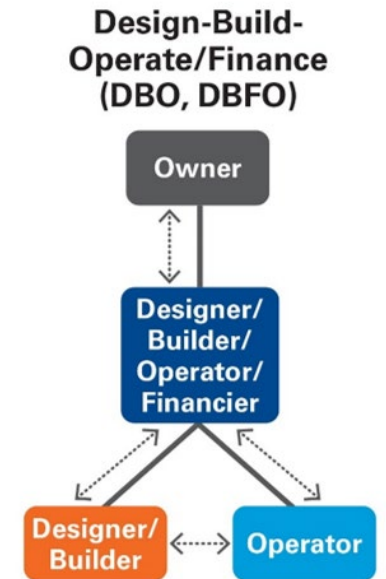 Design-Build-
Operate/Finance
(DBO, DBFO)
Owner
Designer/
Builder/
Operator/
Financier
Designer/
Builder
Operator